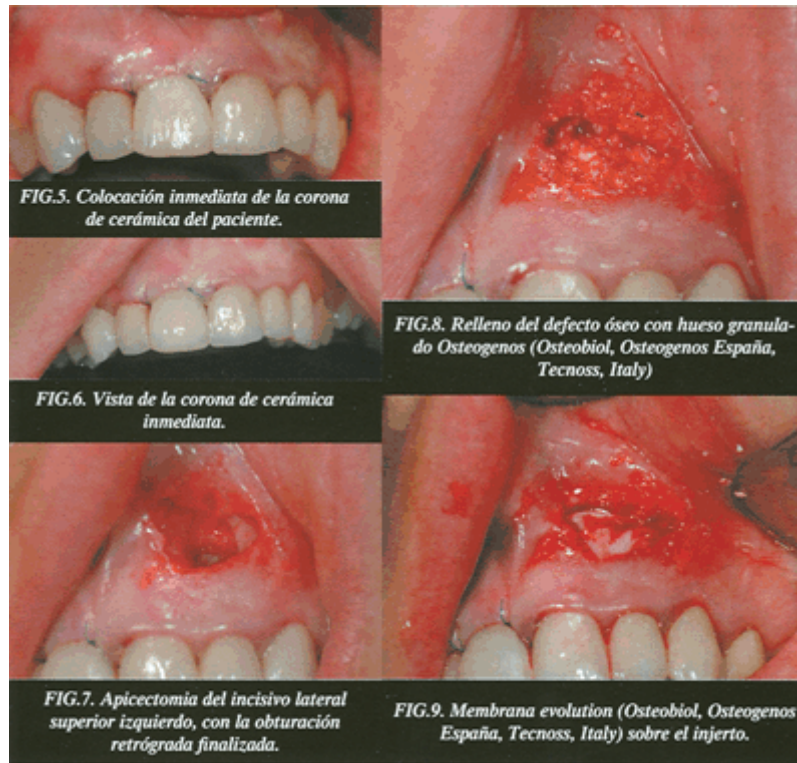 FIG.5. Colocación inmediata de la corona
de cerámica del paciente.
FIG.6. Vista de la corona de cerámica
inmediata.
FIG.7. Apicectomia del incisivo lateral
superior izquierdo, con la obturación
retrógrada finalizada.
FIG.8. Relleno del defecto óseo con hueso granula-
do Osteogenos (Osteobiol, Osteogenos España,
Tecnoss, Italy)
FIG.9. Membrana evolution (Osteobiol, Osteogenos
España, Tecnoss, Italy) sobre el injerto.